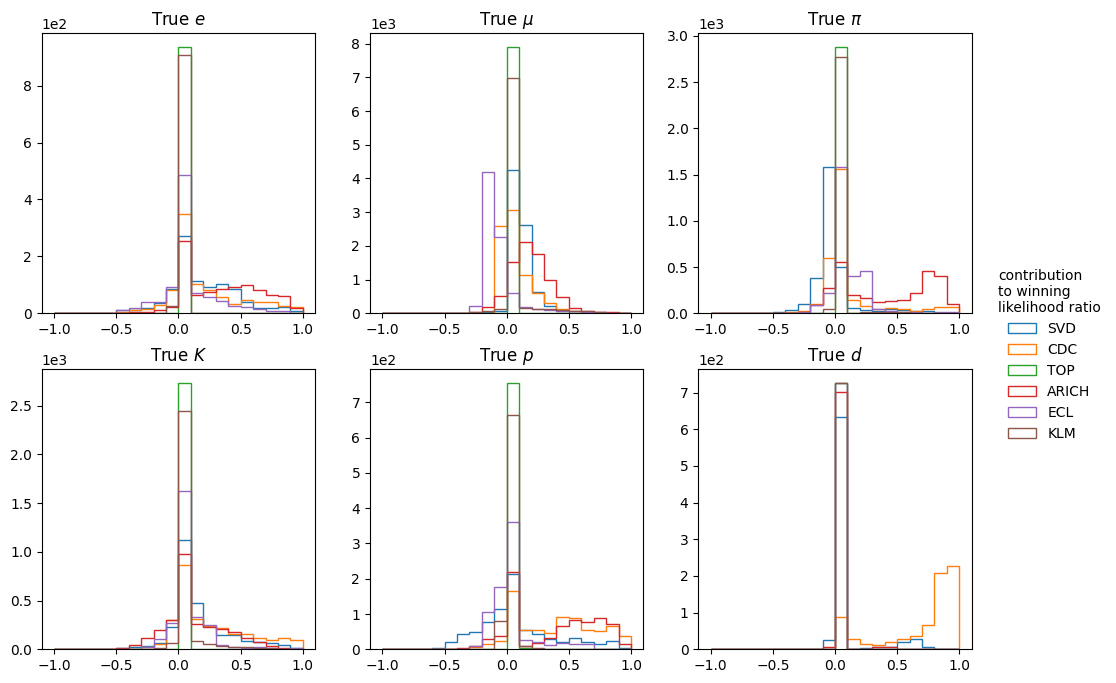 True e
1e2
8
6
4
2
0
−1.0 −0.5 0.0 0.5 1.0
True μ
1e3
8
7
6
5
4
3
2
1
0
−1.0 −0.5 0.0 0.5 1.0
True π
1e3
3.0
2.5
2.0
1.5
1.0
0.5
0.0
−1.0 −0.5 0.0 0.5 1.0
True K
1e3
2.5
2.0
1.5
1.0
0.5
0.0
−1.0 −0.5 0.0 0.5 1.0
True p
1e2
7
6
5
4
3
2
1
0
−1.0 −0.5 0.0 0.5 1.0
True d
1e2
7
6
5
4
3
2
1
0
−1.0 −0.5 0.0 0.5 1.0
contribution
to winning
likelihood ratio
SVD
CDC
TOP
ARICH
ECL
KLM